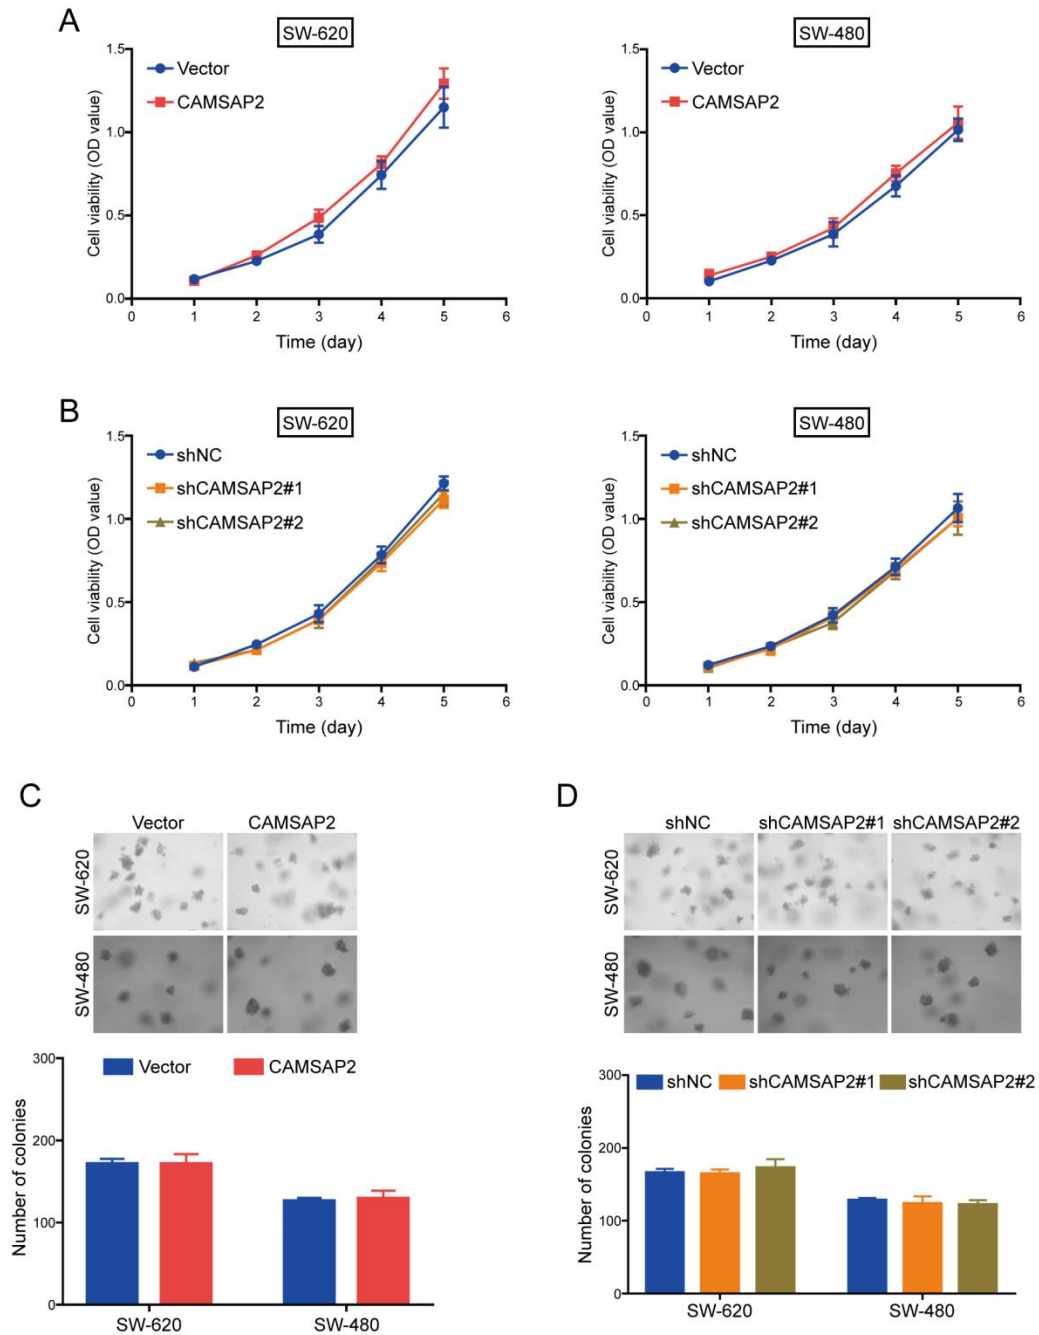 A
SW-620
SW-480
1.5
1.0
0.5
0.0
Cell viability (OD value)
Vector
CAMSAP2
0 1 2 3 4 5 6
Time (day)
1.5
1.0
0.5
0.0
Cell viability (OD value)
Vector
CAMSAP2
0 1 2 3 4 5 6
Time (day)
B
SW-620
SW-480
1.5
1.0
0.5
0.0
Cell viability (OD value)
shNC
shCAMSAP2#1
shCAMSAP2#2
0 1 2 3 4 5 6
Time (day)
1.5
1.0
0.5
0.0
Cell viability (OD value)
shNC
shCAMSAP2#1
shCAMSAP2#2
0 1 2 3 4 5 6
Time (day)
C
Vector CAMSAP2
SW-620
SW-480
300
200
100
0
Number of colonies
Vector CAMSAP2
SW-620 SW-480
D
shNC shCAMSAP2#1 shCAMSAP2#2
SW-620
SW-480
300
200
100
0
Number of colonies
shNC shCAMSAP2#1 shCAMSAP2#2
SW-620 SW-480